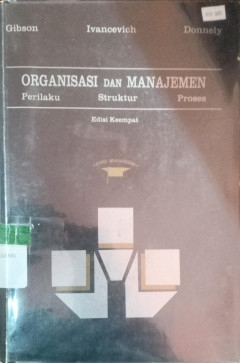 Gibson Ivancevich Donnely
ORGANISASI DAN MANAJEMEN
Perilaku Struktur Proses
Edisi Keempat